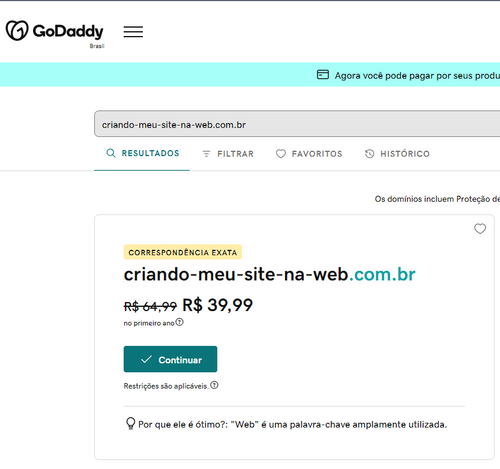 GoDaddy
Brasil
Agora você pode pagar por seus produ
criando-meu-site-na-web.com.br
RESULTADOS FILTRAR FAVORITOS HISTÓRICO
Os domínios incluem Proteção de
CORRESPONDÊNCIA EXATA
criando-meu-site-na-web.com.br
R$ 64,99 R$ 39,99
no primeiro ano
Continuar
Restrições são aplicáveis.
Por que ele é ótimo?: "Web" é uma palavra-chave amplamente utilizada.